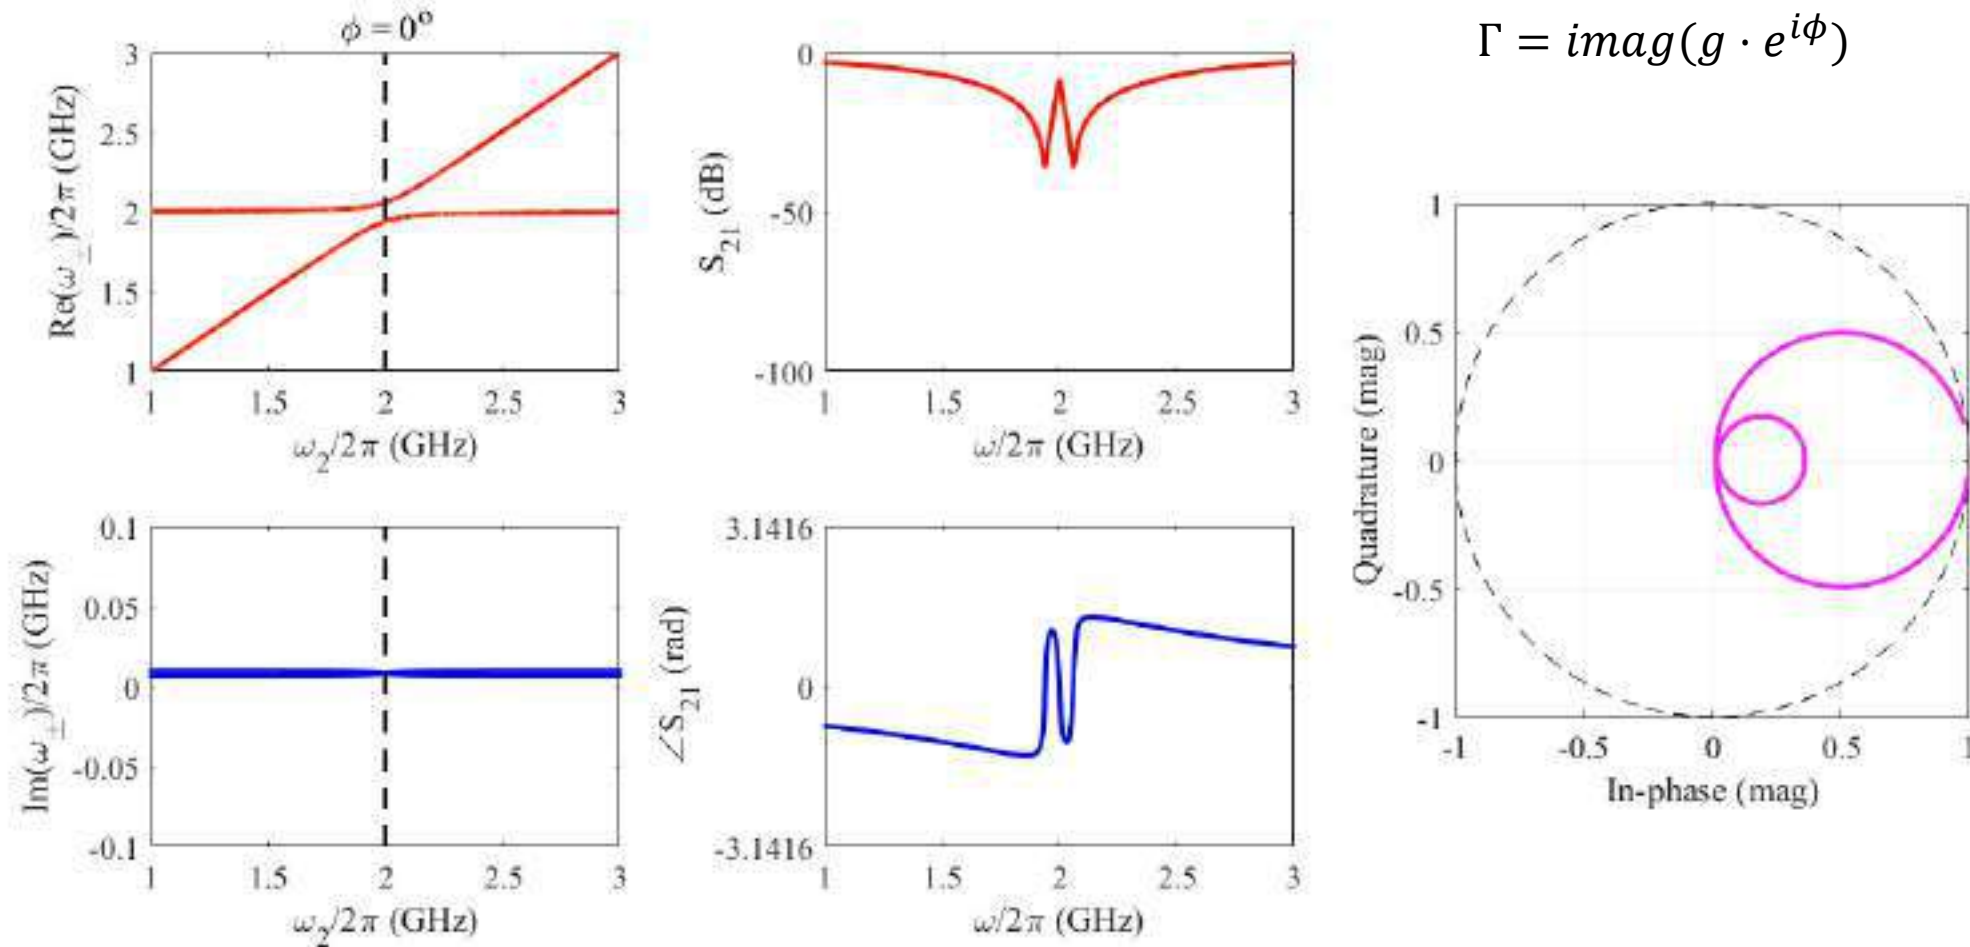 ϕ = 0°
3
2.5
2
1.5
1
Re(ω±)/2π (GHz)
1 1.5 2 2.5 3
ω₂/2π (GHz)
0
-50
-100
S₂₁ (dB)
1 1.5 2 2.5 3
ω/2π (GHz)
Γ = imag(g · e^{iϕ})
1
0.5
0
-0.5
-1
Quadrature (mag)
-1 -0.5 0 0.5 1
In-phase (mag)
0.1
0.05
0
-0.05
-0.1
Im(ω±)/2π (GHz)
1 1.5 2 2.5 3
ω₂/2π (GHz)
3.1416
0
-3.1416
∠S₂₁ (rad)
1 1.5 2 2.5 3
ω/2π (GHz)